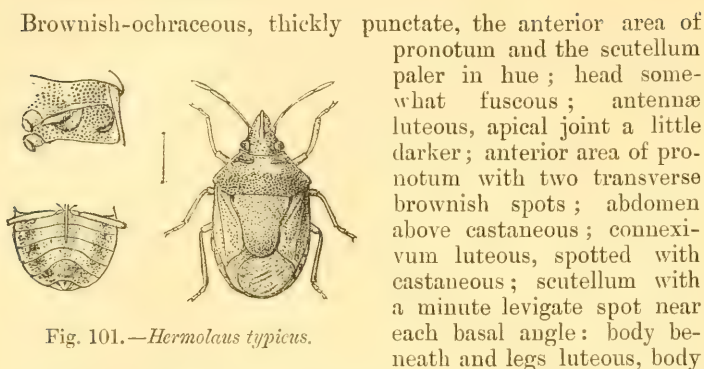 Brownish-ochraceous, thickly punctate, the anterior area of
pronotum and the scutellum
paler in hue ; head some-
what fuscous ; antennæ
luteous, apical joint a little
darker ; anterior area of pro-
notum with two transverse
brownish spots ; abdomen
above castaneous ; connexi-
vum luteous, spotted with
castaneous ; scutellum with
a minute levigate spot near
each basal angle : body be-
neath and legs luteous, body
Fig. 101.—Hermolaus typicus.